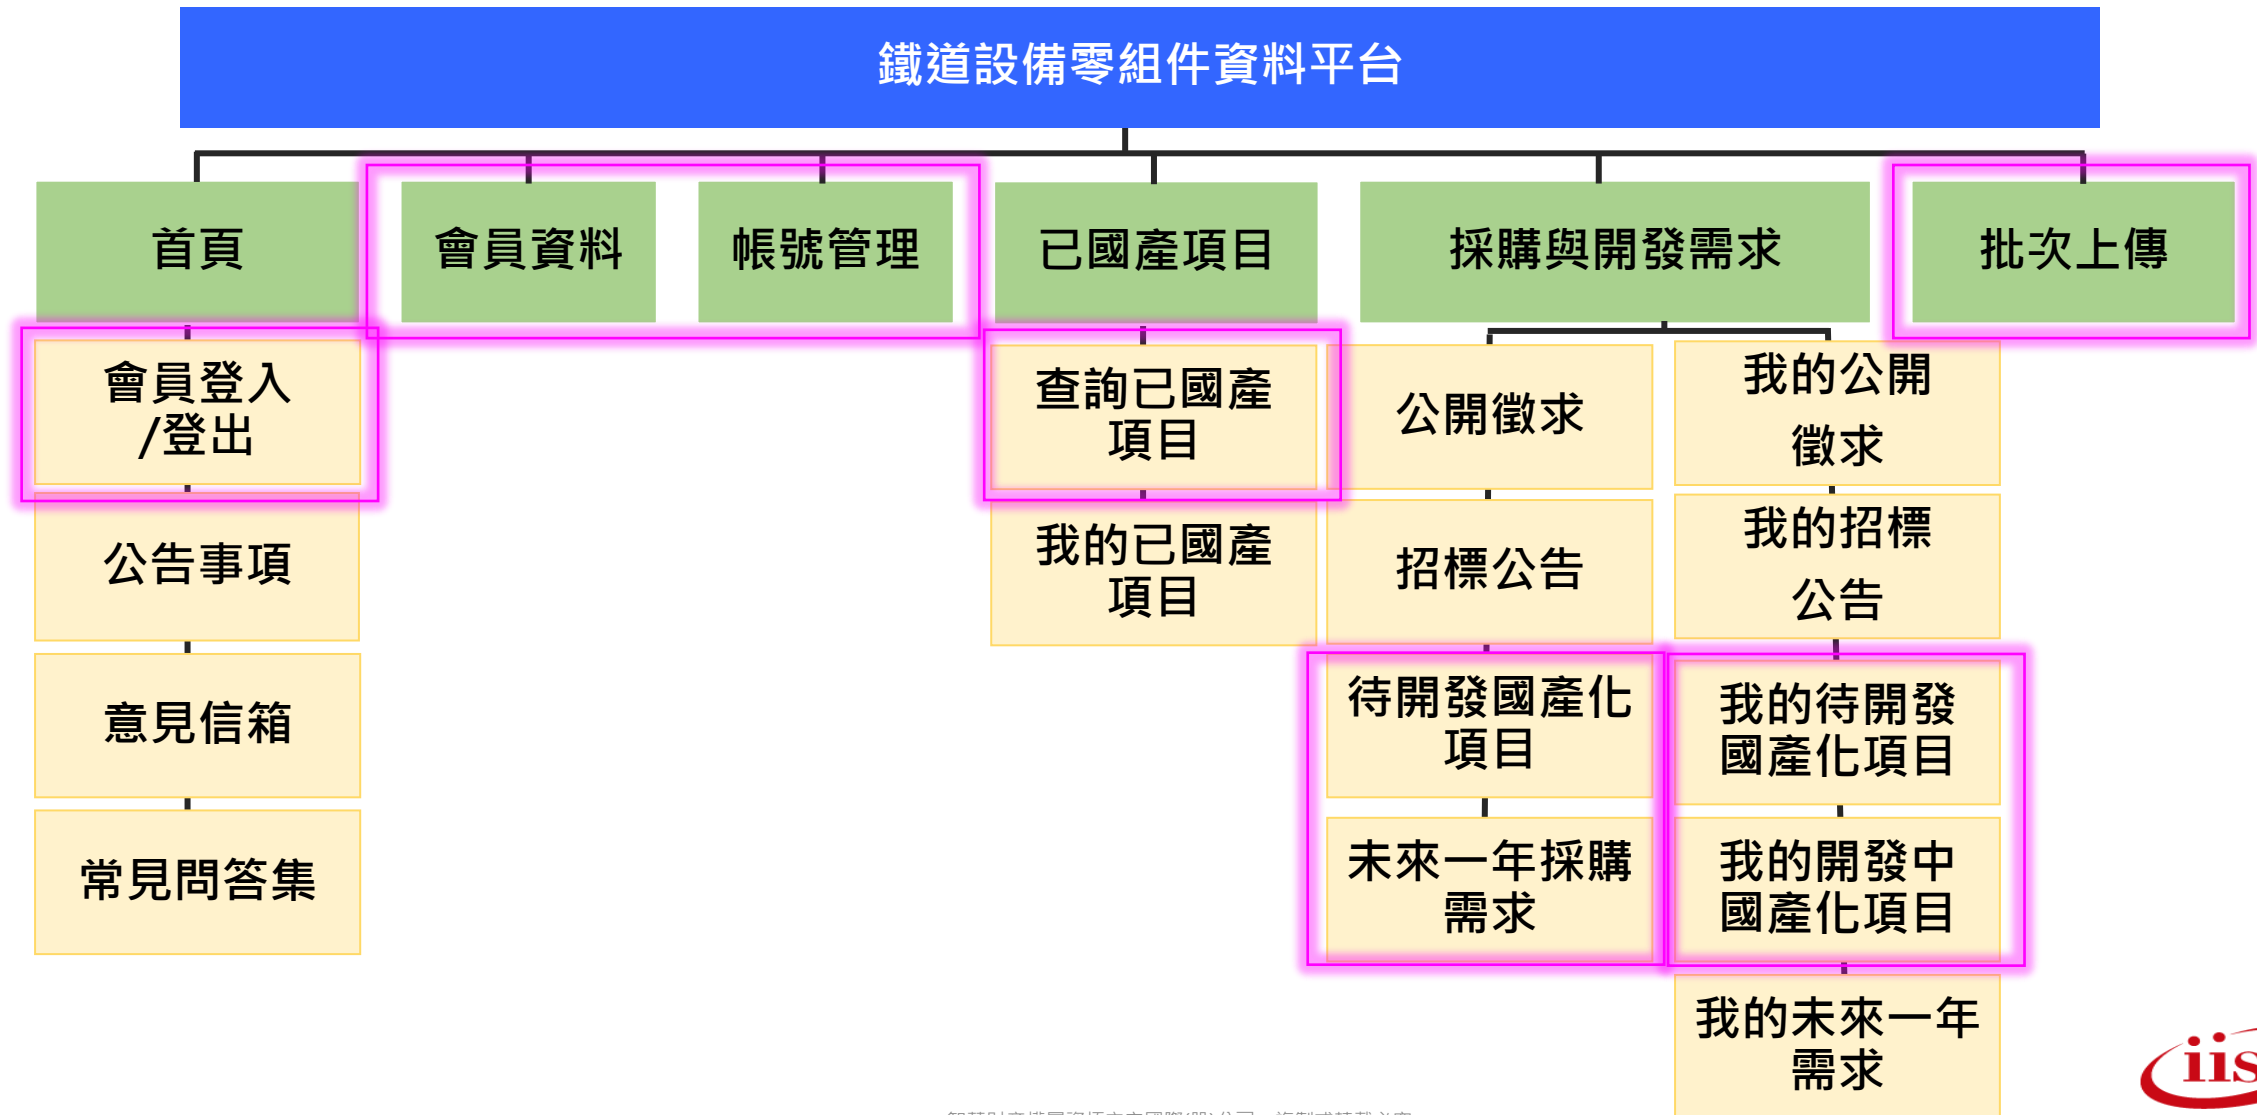 鐵道設備零組件資料平台
首頁
會員資料
帳號管理
已國產項目
採購與開發需求
批次上傳
會員登入
/登出
公告事項
意見信箱
常見問答集
查詢已國產
項目
我的已國產
項目
公開徵求
招標公告
待開發國產化
項目
未來一年採購
需求
我的公開
徵求
我的招標
公告
我的待開發
國產化項目
我的開發中
國產化項目
我的未來一年
需求
iis